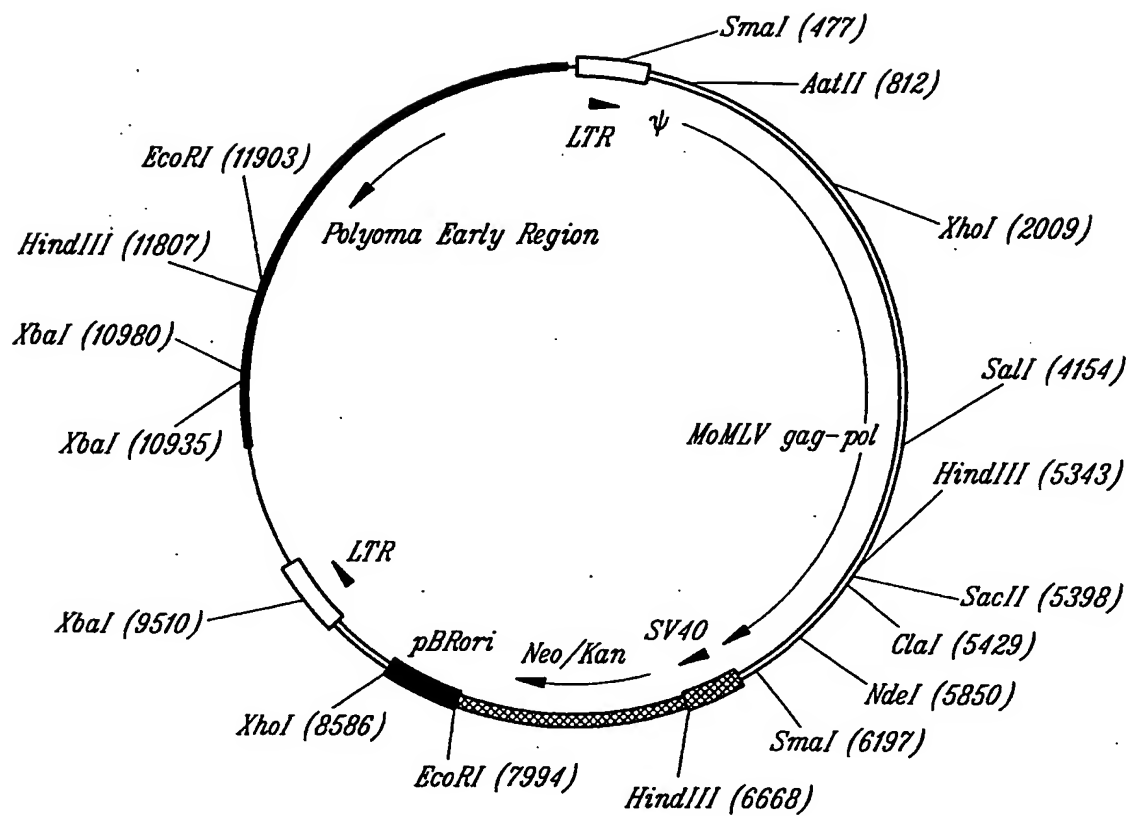 SmaI (477)
AatII (812)
LTR
ψ
EcoRI (11903)
Polyoma Early Region
XhoI (2009)
HindIII (11807)
XbaI (10980)
SalI (4154)
XbaI (10935)
MoMLV gag-pol
HindIII (5343)
LTR
SacII (5398)
XbaI (9510)
SV40
ClaI (5429)
pBRori
Neo/Kan
NdeI (5850)
XhoI (8586)
SmaI (6197)
EcoRI (7994)
HindIII (6668)